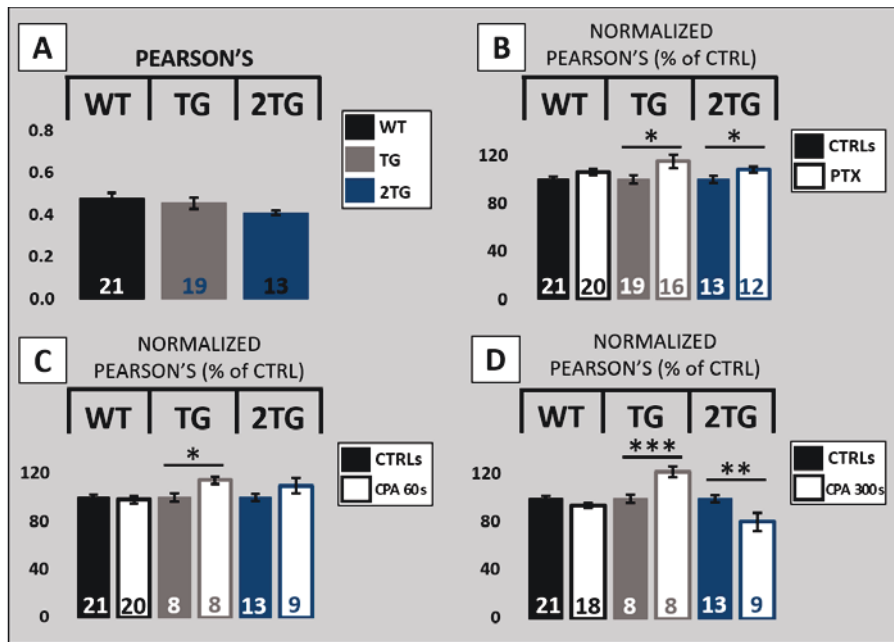 A
PEARSON'S
WT TG 2TG
WT
TG
2TG
0.8
0.6
0.4
0.2
0.0
21 19 13
B
NORMALIZED
PEARSON'S (% of CTRL)
WT TG 2TG
* *
CTRLs
PTX
120
80
40
0
21 20 19 16 13 12
C
NORMALIZED
PEARSON'S (% of CTRL)
WT TG 2TG
*
CTRLs
CPA 60s
120
80
40
0
21 20 8 8 13 9
D
NORMALIZED
PEARSON'S (% of CTRL)
WT TG 2TG
*** **
CTRLs
CPA 300s
120
80
40
0
21 18 8 8 13 9